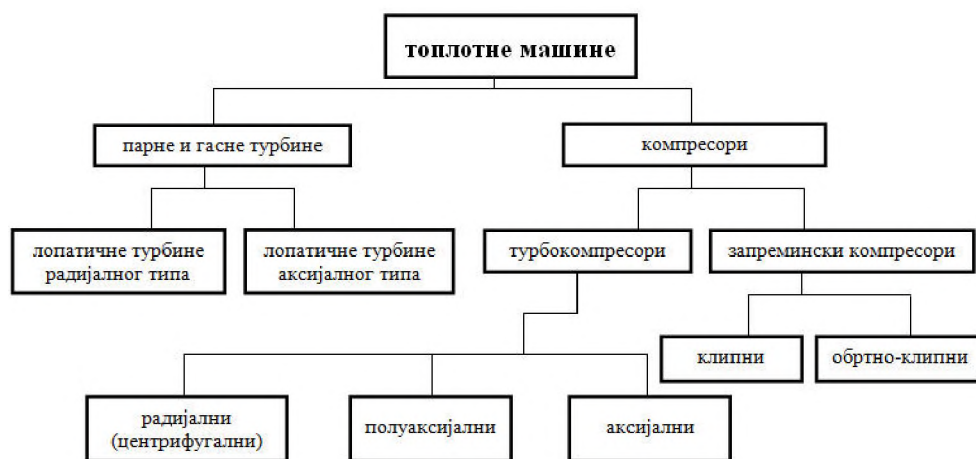 топлотне машине
парне и гасне турбине
компресори
лопатичне турбине
радијалног типа
лопатичне турбине
аксијалног типа
турбокомпресори
запремински компресори
клипни
обртно-клипни
радијални
(центрифугални)
полуаксијални
аксијални